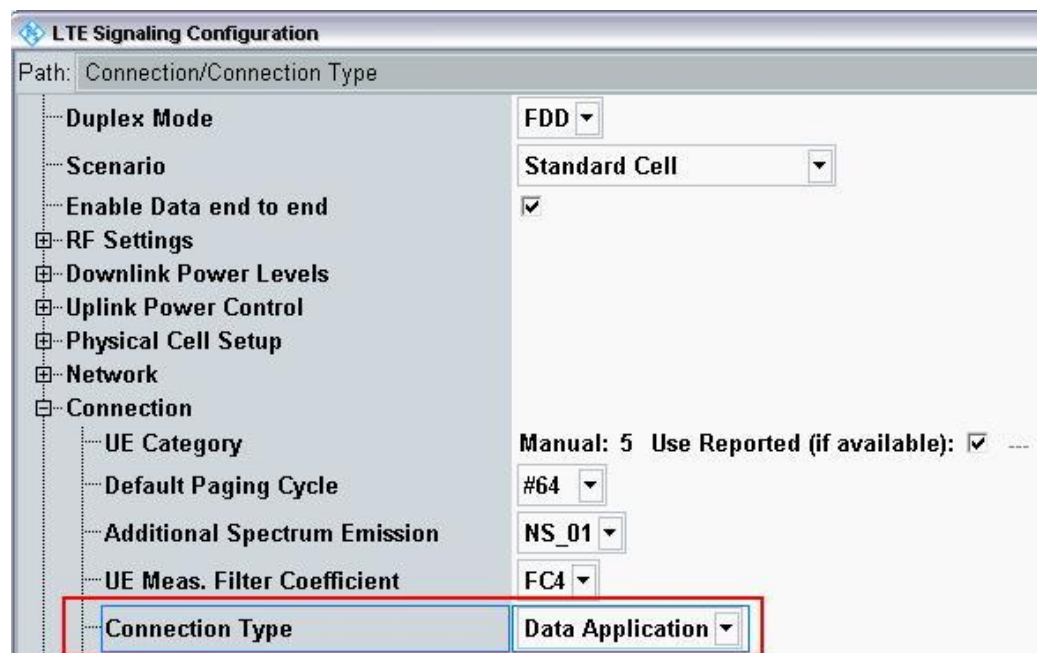 LTE Signaling Configuration
Path: Connection/Connection Type
Duplex Mode FDD
Scenario Standard Cell
Enable Data end to end
RF Settings
Downlink Power Levels
Uplink Power Control
Physical Cell Setup
Network
Connection
UE Category Manual: 5 Use Reported (if available): ---
Default Paging Cycle #64
Additional Spectrum Emission NS_01
UE Meas. Filter Coefficient FC4
Connection Type Data Application